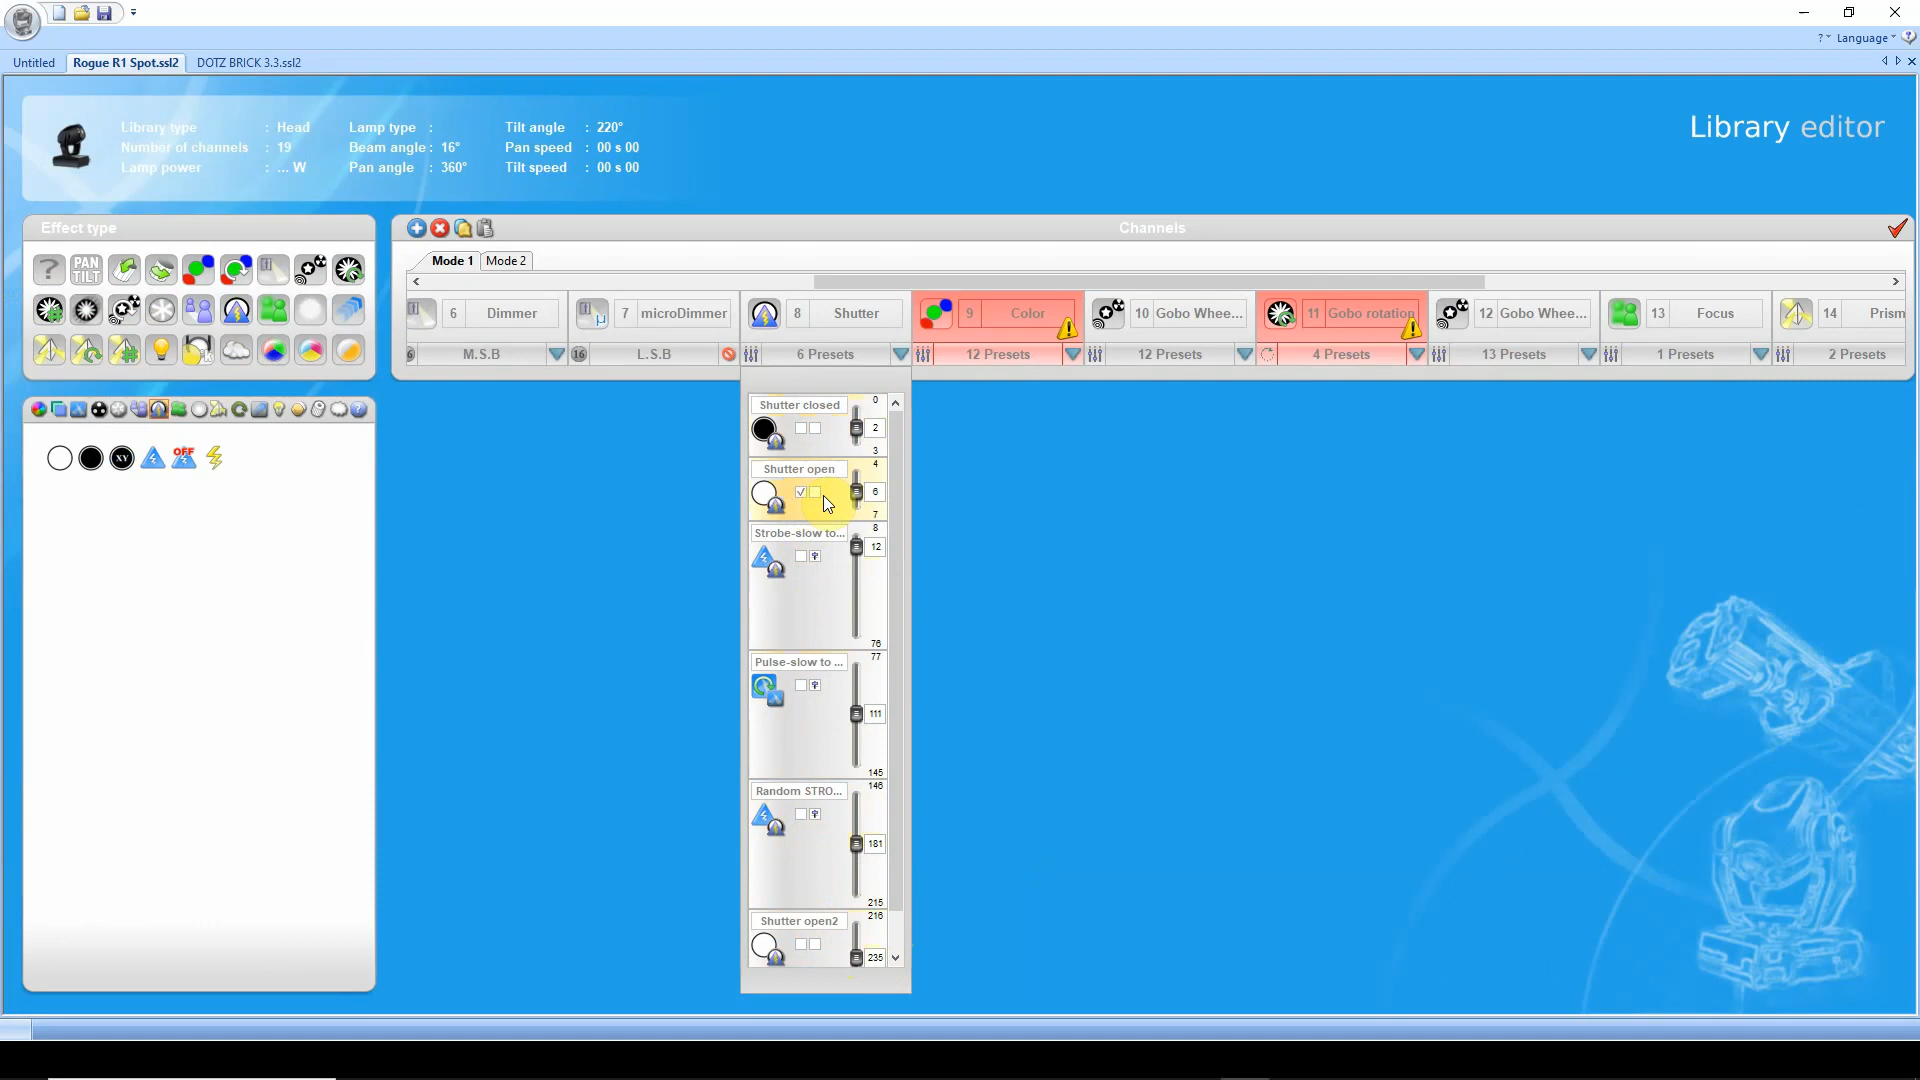 ? Language
Untitled Rogue R1 Spot.ssl2 DOTZ BRICK 3.3.ssl2
Library type : Head Lamp type : Tilt angle : 220°
Number of channels : 19 Beam angle : 16° Pan speed : 00 s 00
Lamp power : ... W Pan angle : 360° Tilt speed : 00 s 00
Library editor
Effect type
Channels
Mode 1 Mode 2
? PAN TILT
6 Dimmer 7 microDimmer 8 Shutter 9 Color 10 Gobo Whee... 11 Gobo rotation 12 Gobo Whee... 13 Focus 14 Prism
M.S.B 16 L.S.B 6 Presets 12 Presets 12 Presets 4 Presets 13 Presets 1 Presets 2 Presets
XY OFF
Shutter closed 0
2
3
Shutter open 4
6
7
Strobe-slow to... 8
12
76
Pulse-slow to ... 77
111
145
Random STRO... 146
181
215
Shutter open2 216
235